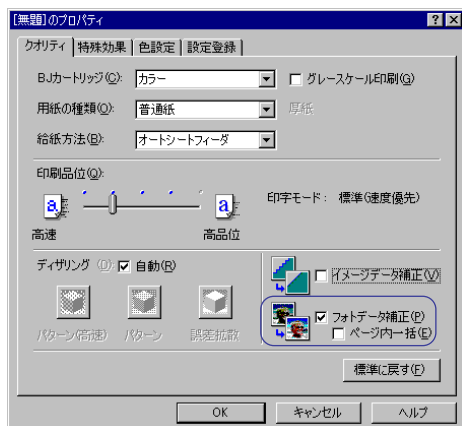 [無題]のプロパティ
クオリティ 特殊効果 色設定 設定登録
BJカートリッジ(C): カラー グレースケール印刷(G)
用紙の種類(O): 普通紙 厚紙
給紙方法(B): オートシートフィーダ
印刷品位(Q):
a a
印字モード: 標準(速度優先)
高速 高品位
ディザリング (D): 自動(R)
イメージデータ補正(V)
フォトデータ補正(P)
ページ内一括(E)
パターン(高速) パターン 誤差拡散
標準に戻す(F)
OK キャンセル ヘルプ